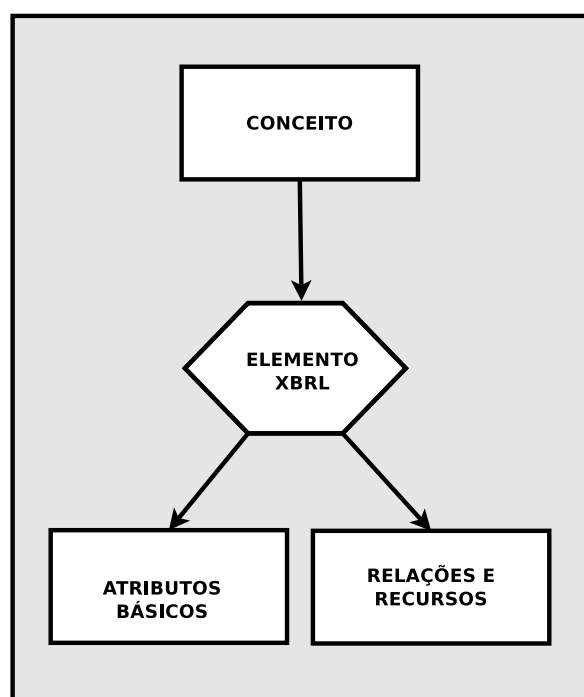 CONCEITO
ELEMENTO
XBRL
ATRIBUTOS
BÁSICOS
RELAÇÕES E
RECURSOS